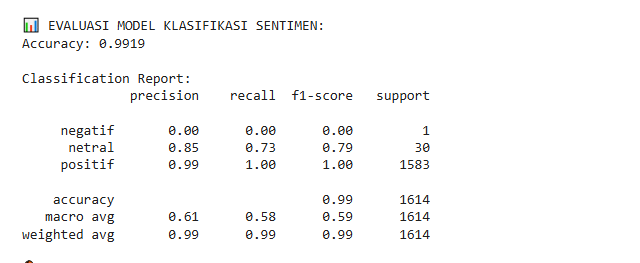 📊 EVALUASI MODEL KLASIFIKASI SENTIMEN:
Accuracy: 0.9919
Classification Report:
precision recall f1-score support
negatif 0.00 0.00 0.00 1
netral 0.85 0.73 0.79 30
positif 0.99 1.00 1.00 1583
accuracy 0.99 1614
macro avg 0.61 0.58 0.59 1614
weighted avg 0.99 0.99 0.99 1614